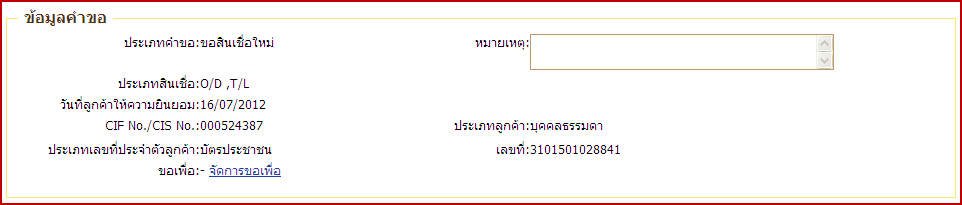 ข้อมูลคำขอ
ประเภทคำขอ:ขอสินเชื่อใหม่ หมายเหตุ:
ประเภทสินเชื่อ:O/D ,T/L
วันที่ลูกค้าให้ความยินยอม:16/07/2012
CIF No./CIS No.:000524387 ประเภทลูกค้า:บุคคลธรรมดา
ประเภทเลขที่ประจำตัวลูกค้า:บัตรประชาชน เลขที่:3101501028841
ขอเพื่อ:- จัดการขอเพื่อ